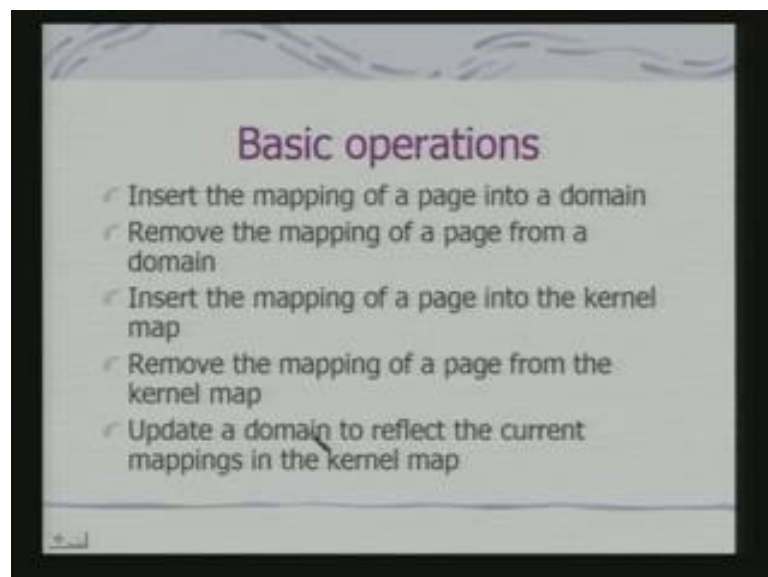 Basic operations
Insert the mapping of a page into a domain
Remove the mapping of a page from a
domain
Insert the mapping of a page into the kernel
map
Remove the mapping of a page from the
kernel map
Update a domain to reflect the current
mappings in the kernel map